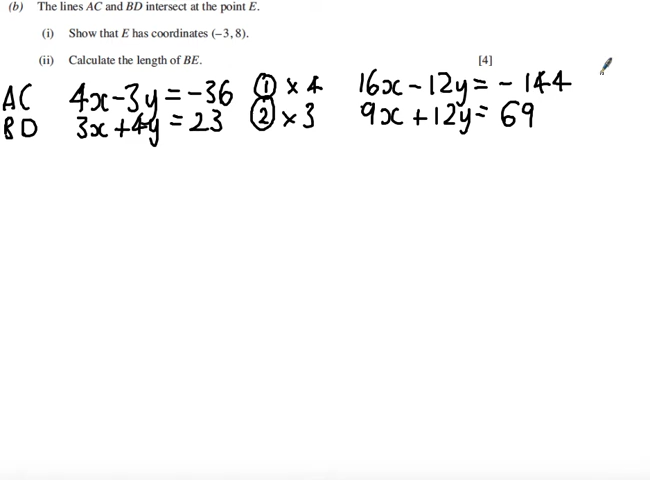 (b) The lines AC and BD intersect at the point E.
(i) Show that E has coordinates (−3, 8).
(ii) Calculate the length of BE.
[4]
AC 4x-3y=-36 ① × 4 16x-12y=-144
BD 3x+4y=23 ② × 3 9x+12y=69